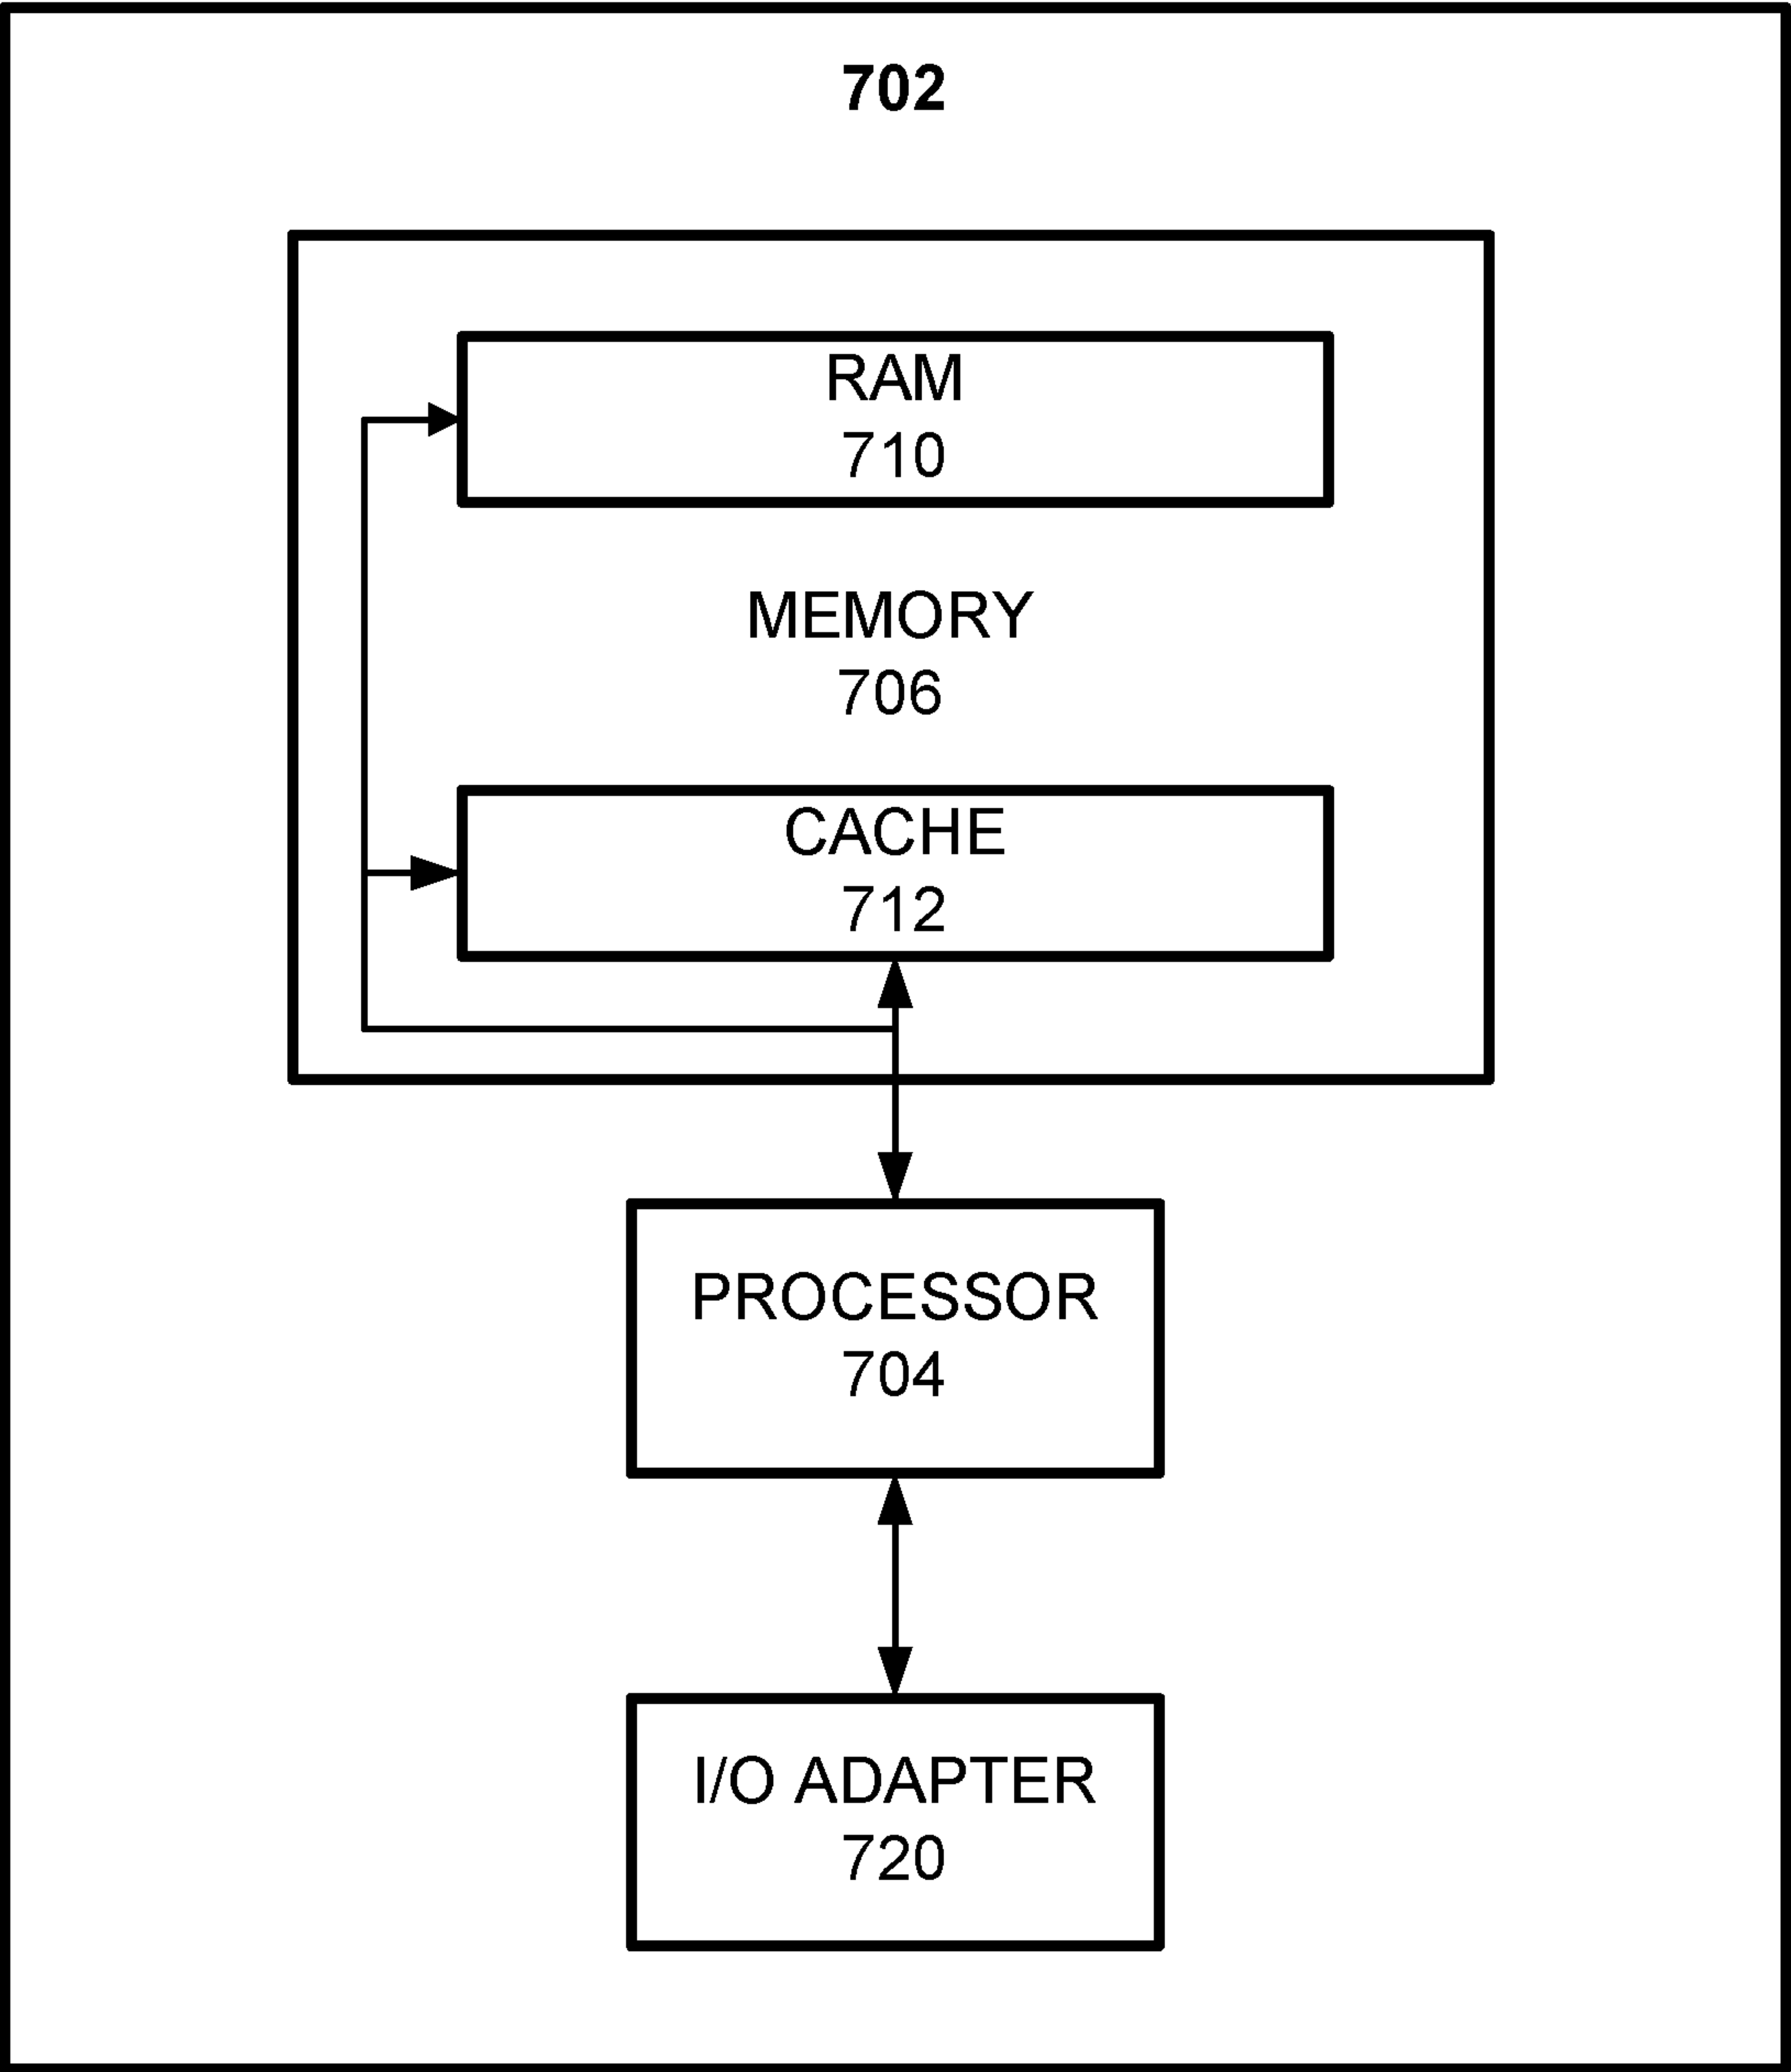 702
RAM
710
MEMORY
706
CACHE
712
PROCESSOR
704
I/O ADAPTER
720